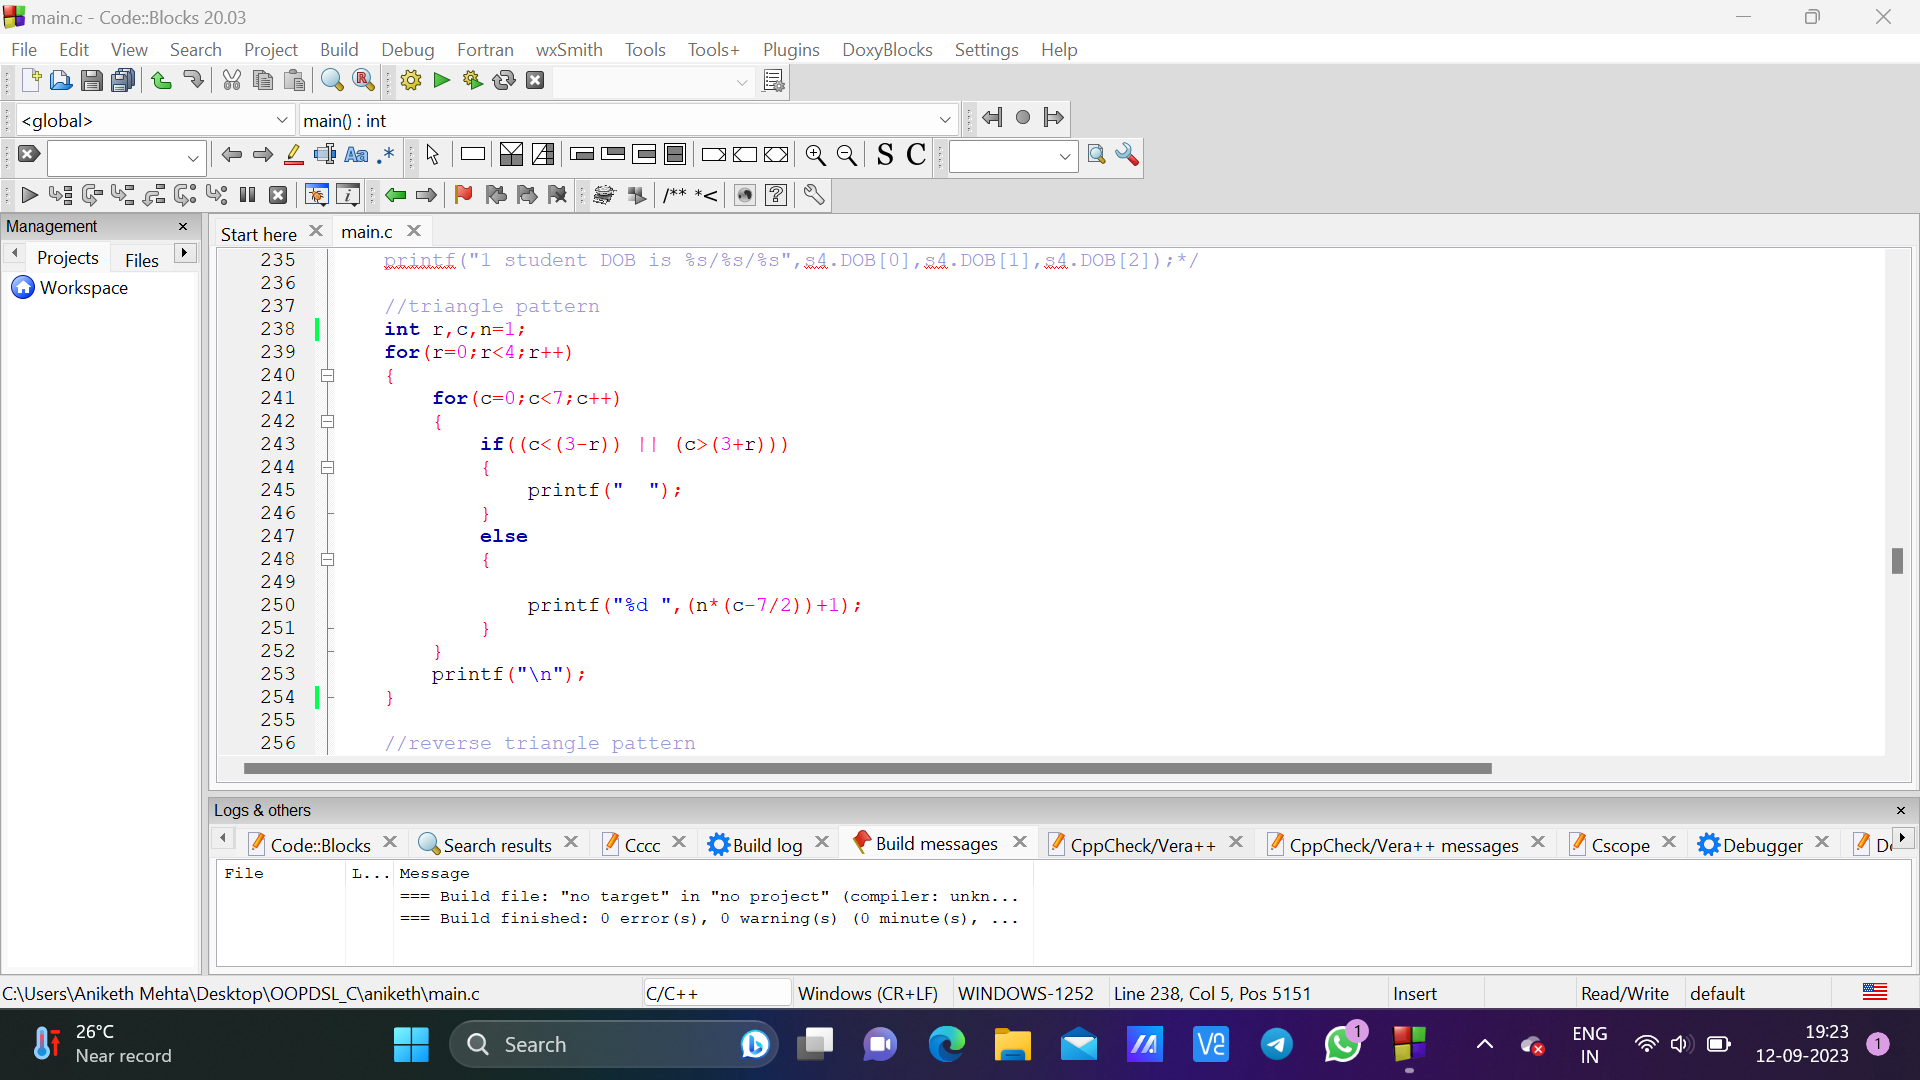 main.c - Code::Blocks 20.03
File Edit View Search Project Build Debug Fortran wxSmith Tools Tools+ Plugins DoxyBlocks Settings Help
<global> main() : int
Aa .* S C
/** *<
Management
Projects Files
Workspace
Start here main.c
235 printf("1 student DOB is %s/%s/%s",s4.DOB[0],s4.DOB[1],s4.DOB[2]);*/
236
237 //triangle pattern
238 int r,c,n=1;
239 for(r=0;r<4;r++)
240 {
241 for(c=0;c<7;c++)
242 {
243 if((c<(3-r)) || (c>(3+r)))
244 {
245 printf("  ");
246 }
247 else
248 {
249
250 printf("%d ",(n*(c-7/2))+1);
251 }
252 }
253 printf("\n");
254 }
255
256 //reverse triangle pattern
Logs & others
Code::Blocks Search results Cccc Build log Build messages CppCheck/Vera++ CppCheck/Vera++ messages Cscope Debugger
File L... Message
=== Build file: "no target" in "no project" (compiler: unkn...
=== Build finished: 0 error(s), 0 warning(s) (0 minute(s), ...
C:\Users\Aniketh Mehta\Desktop\OOPDSL_C\aniketh\main.c C/C++ Windows (CR+LF) WINDOWS-1252 Line 238, Col 5, Pos 5151 Insert Read/Write default
26°C
Near record
Search
1
ENG
IN
19:23
12-09-2023
1